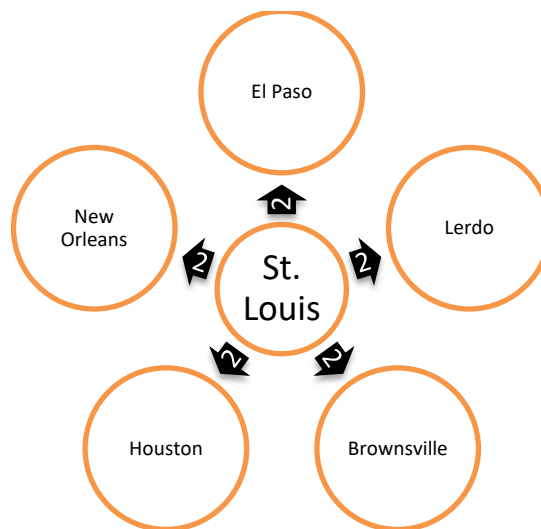 El Paso
2
New
Orleans
Lerdo
2
2
St.
Louis
2
2
Houston
Brownsville